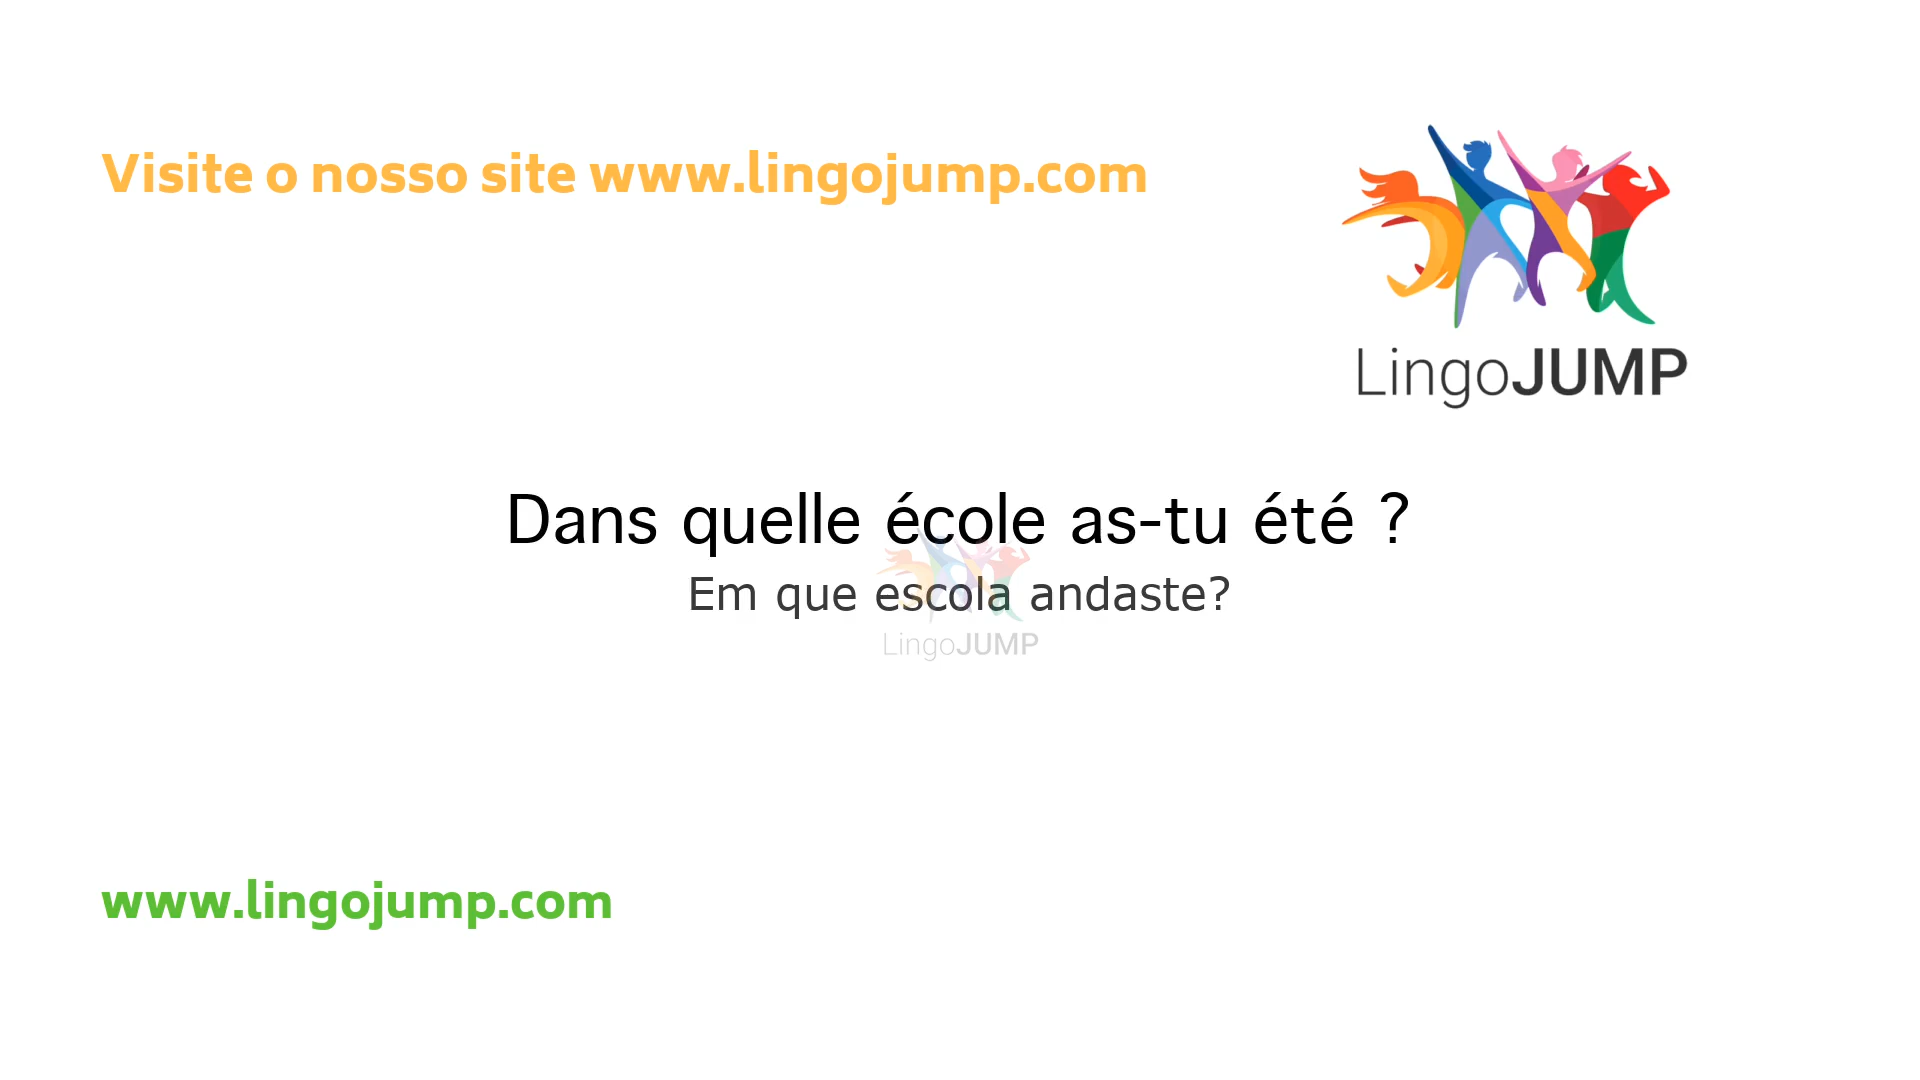 Visite o nosso site www.lingojump.com
LingoJUMP
Dans quelle école as-tu été ?
Em que escola andaste?
LingoJUMP
www.lingojump.com